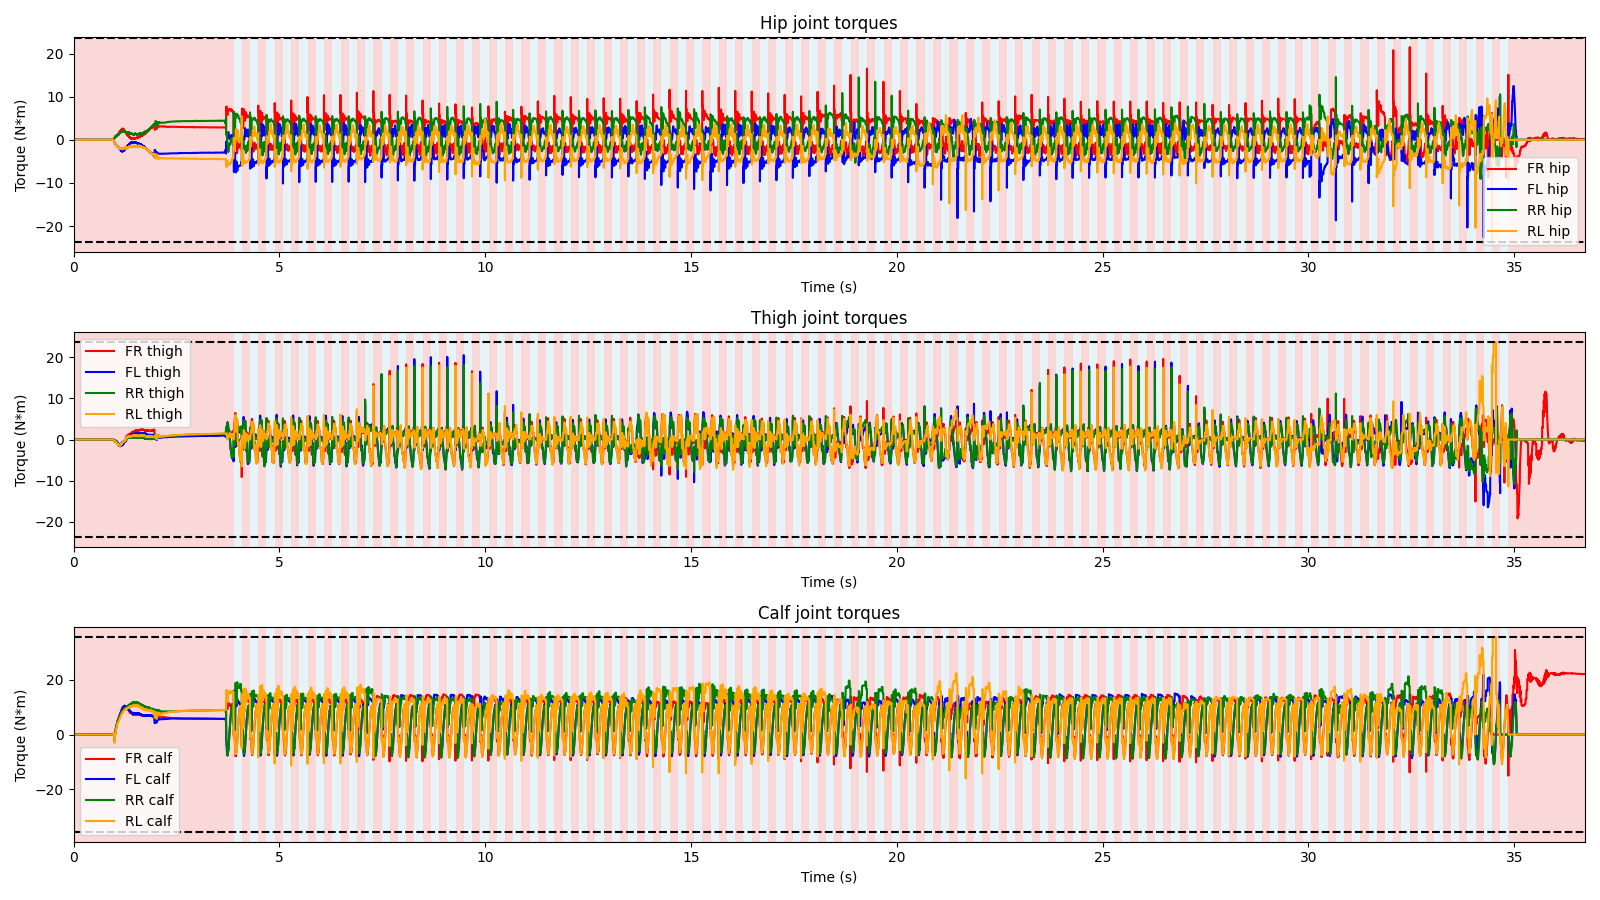 Hip joint torques
Torque (N*m)
20
10
0
−10
−20
FR hip
FL hip
RR hip
RL hip
0 5 10 15 20 25 30 35
Time (s)
Thigh joint torques
Torque (N*m)
20
10
0
−10
−20
FR thigh
FL thigh
RR thigh
RL thigh
0 5 10 15 20 25 30 35
Time (s)
Calf joint torques
Torque (N*m)
20
0
−20
FR calf
FL calf
RR calf
RL calf
0 5 10 15 20 25 30 35
Time (s)